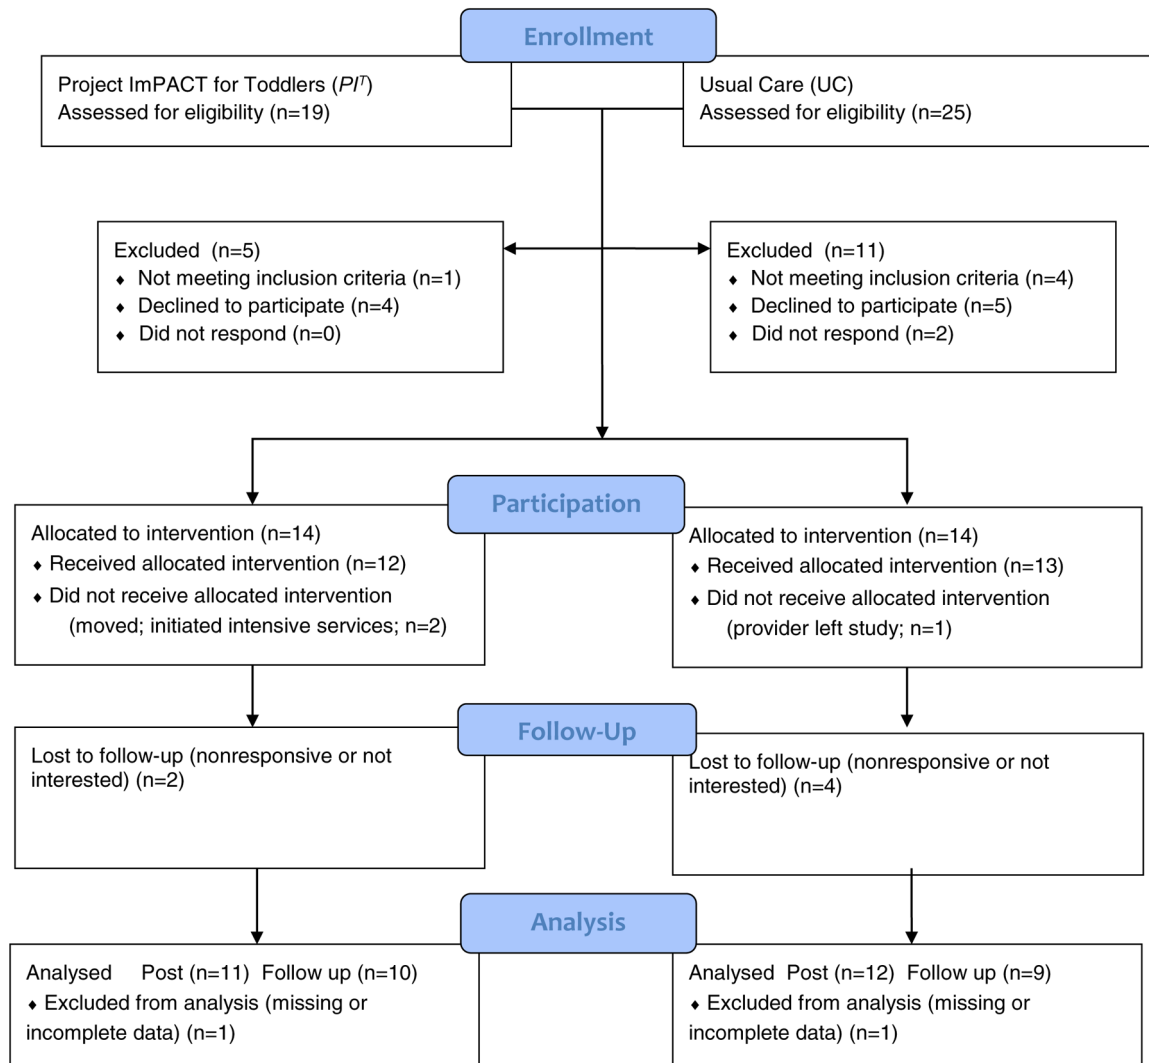 Enrollment
Project ImPACT for Toddlers (PIᵀ)
Assessed for eligibility (n=19)
Usual Care (UC)
Assessed for eligibility (n=25)
Excluded (n=5)
♦ Not meeting inclusion criteria (n=1)
♦ Declined to participate (n=4)
♦ Did not respond (n=0)
Excluded (n=11)
♦ Not meeting inclusion criteria (n=4)
♦ Declined to participate (n=5)
♦ Did not respond (n=2)
Participation
Allocated to intervention (n=14)
♦ Received allocated intervention (n=12)
♦ Did not receive allocated intervention
(moved; initiated intensive services; n=2)
Allocated to intervention (n=14)
♦ Received allocated intervention (n=13)
♦ Did not receive allocated intervention
(provider left study; n=1)
Follow-Up
Lost to follow-up (nonresponsive or not
interested) (n=2)
Lost to follow-up (nonresponsive or not
interested) (n=4)
Analysis
Analysed Post (n=11) Follow up (n=10)
♦ Excluded from analysis (missing or
incomplete data) (n=1)
Analysed Post (n=12) Follow up (n=9)
♦ Excluded from analysis (missing or
incomplete data) (n=1)